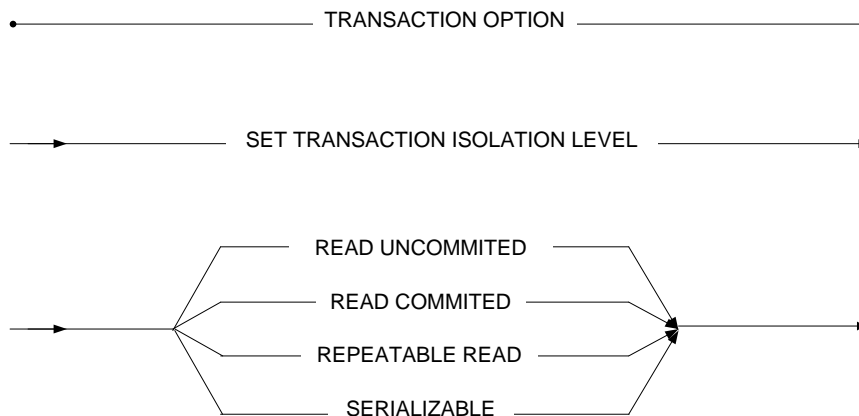 TRANSACTION OPTION
SET TRANSACTION ISOLATION LEVEL
READ UNCOMMITED
READ COMMITED
REPEATABLE READ
SERIALIZABLE